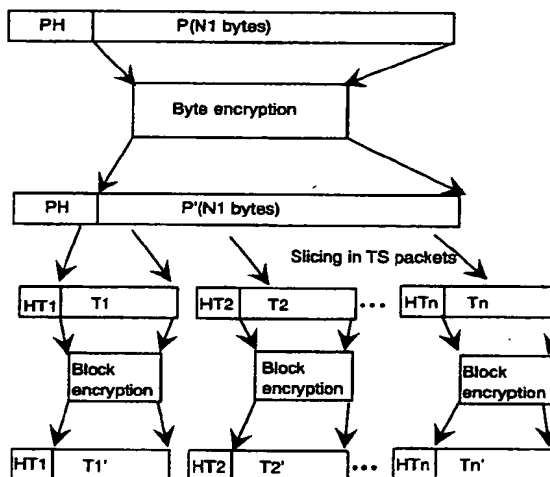 PH P(N1 bytes)
Byte encryption
PH P'(N1 bytes)
Slicing in TS packets
HT1 T1 HT2 T2 ••• HTn Tn
Block encryption Block encryption Block encryption
HT1 T1' HT2 T2' ••• HTn Tn'